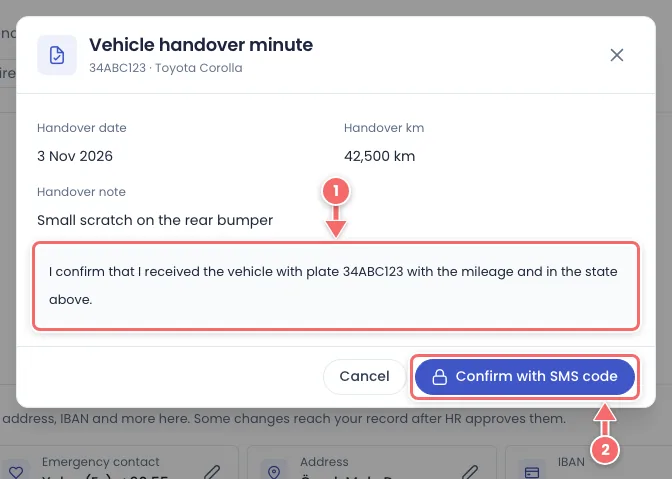 Vehicle handover minute
34ABC123 · Toyota Corolla
Handover date
Handover km
3 Nov 2026
42,500 km
Handover note
1
Small scratch on the rear bumper
I confirm that I received the vehicle with plate 34ABC123 with the mileage and in the state
above.
Cancel
Confirm with SMS code
address, IBAN and more here. Some changes reach your record after HR approves them.
2
Emergency contact
Address
IBAN